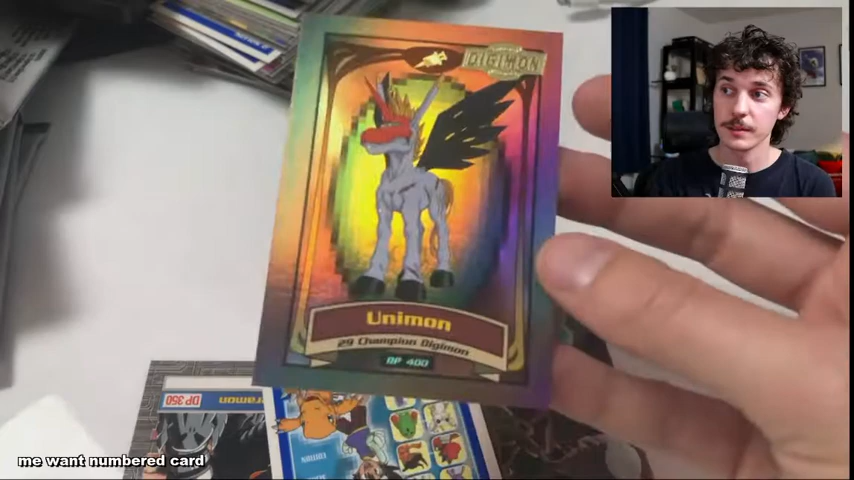 DIGIMON
Unimon
29 Champion Digimon
DP 400
DP 350
me want numbered card